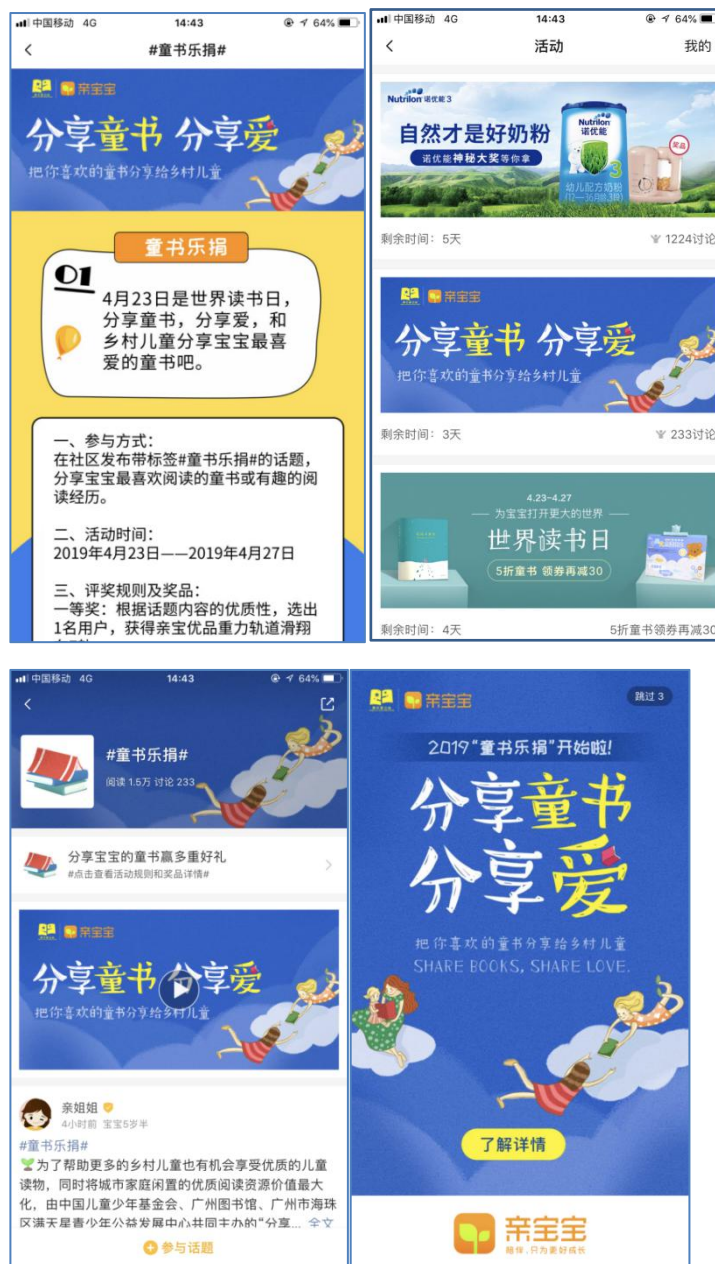 中国移动 4G 14:43 64%
#童书乐捐#
亲宝宝
分享童书 分享爱
把你喜欢的童书分享给乡村儿童
童书乐捐
01
4月23日是世界读书日，
分享童书，分享爱，和
乡村儿童分享宝宝最喜
爱的童书吧。
一、参与方式：
在社区发布带标签#童书乐捐#的话题，
分享宝宝最喜欢阅读的童书或有趣的阅
读经历。
二、活动时间：
2019年4月23日——2019年4月27日
三、评奖规则及奖品：
一等奖：根据话题内容的优质性，选出
1名用户，获得亲宝优品重力轨道滑翔
中国移动 4G 14:43 64%
活动 我的
Nutrilon 诺优能3
自然才是好奶粉
诺优能神秘大奖等你拿
Nutrilon
诺优能
3
幼儿配方奶粉
奖品
剩余时间：5天 1224讨论
亲宝宝
分享童书 分享爱
把你喜欢的童书分享给乡村儿童
剩余时间：3天 233讨论
4.23-4.27
为宝宝打开更大的世界
世界读书日
5折童书 领券再减30
剩余时间：4天 5折童书领券再减30
中国移动 4G 14:43 64%
#童书乐捐#
阅读 1.5万 讨论 233
分享宝宝的童书赢多重好礼
#点击查看活动规则和奖品详情#
亲宝宝
分享童书 分享爱
把你喜欢的童书分享给乡村儿童
亲姐姐
4小时前 宝宝5岁半
#童书乐捐#
为了帮助更多的乡村儿童也有机会享受优质的儿童
读物，同时将城市家庭闲置的优质阅读资源价值最大
化，由中国儿童少年基金会、广州图书馆、广州市海珠
区满天星青少年公益发展中心共同主办的“分享... 全文
参与话题
亲宝宝 跳过 3
2019“童书乐捐”开始啦!
分享童书
分享爱
把你喜欢的童书分享给乡村儿童
SHARE BOOKS, SHARE LOVE.
了解详情
亲宝宝
陪伴，只为更好成长